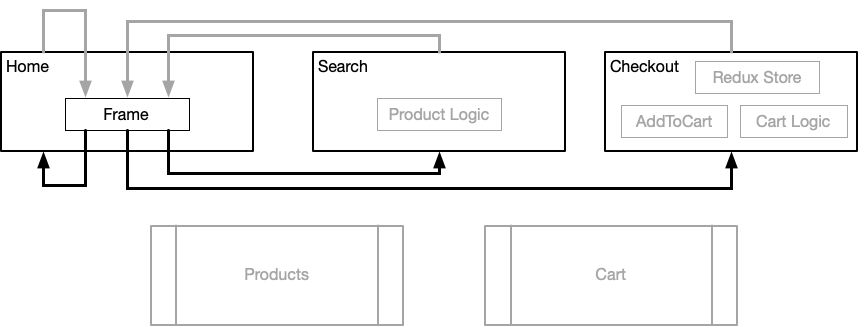 Home
Search
Checkout
Redux Store
Frame
Product Logic
AddToCart
Cart Logic
Products
Cart